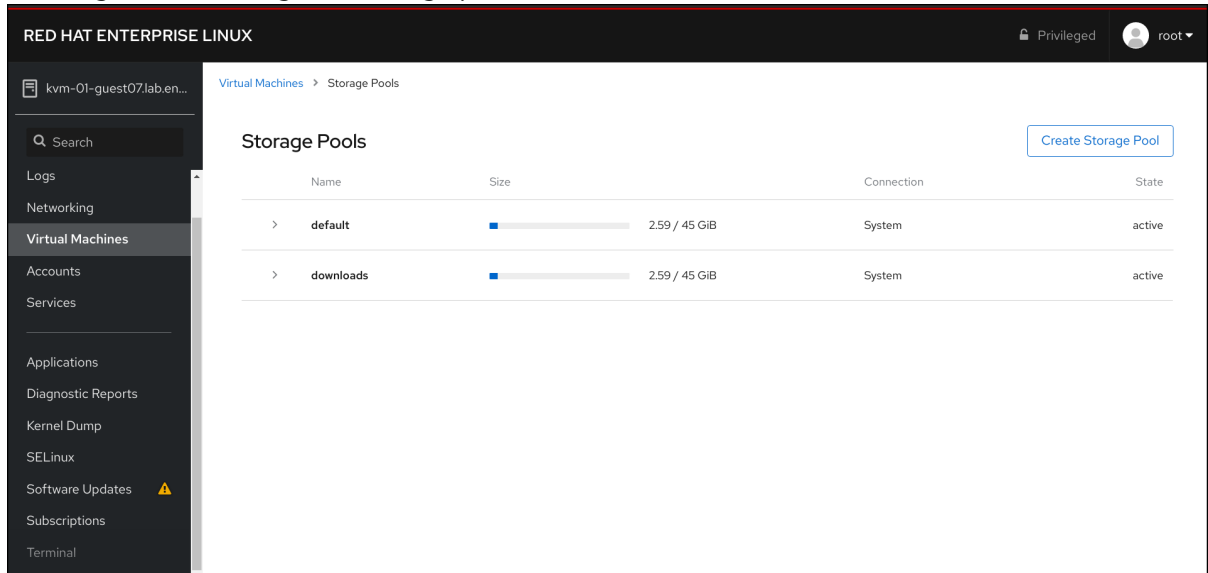 RED HAT ENTERPRISE LINUX
Privileged
root
kvm-01-guest07.lab.en...
Search
Logs
Networking
Virtual Machines
Accounts
Services
Applications
Diagnostic Reports
Kernel Dump
SELinux
Software Updates
Subscriptions
Terminal
Virtual Machines > Storage Pools
Storage Pools
Create Storage Pool
Name Size Connection State
default 2.59 / 45 GiB System active
downloads 2.59 / 45 GiB System active